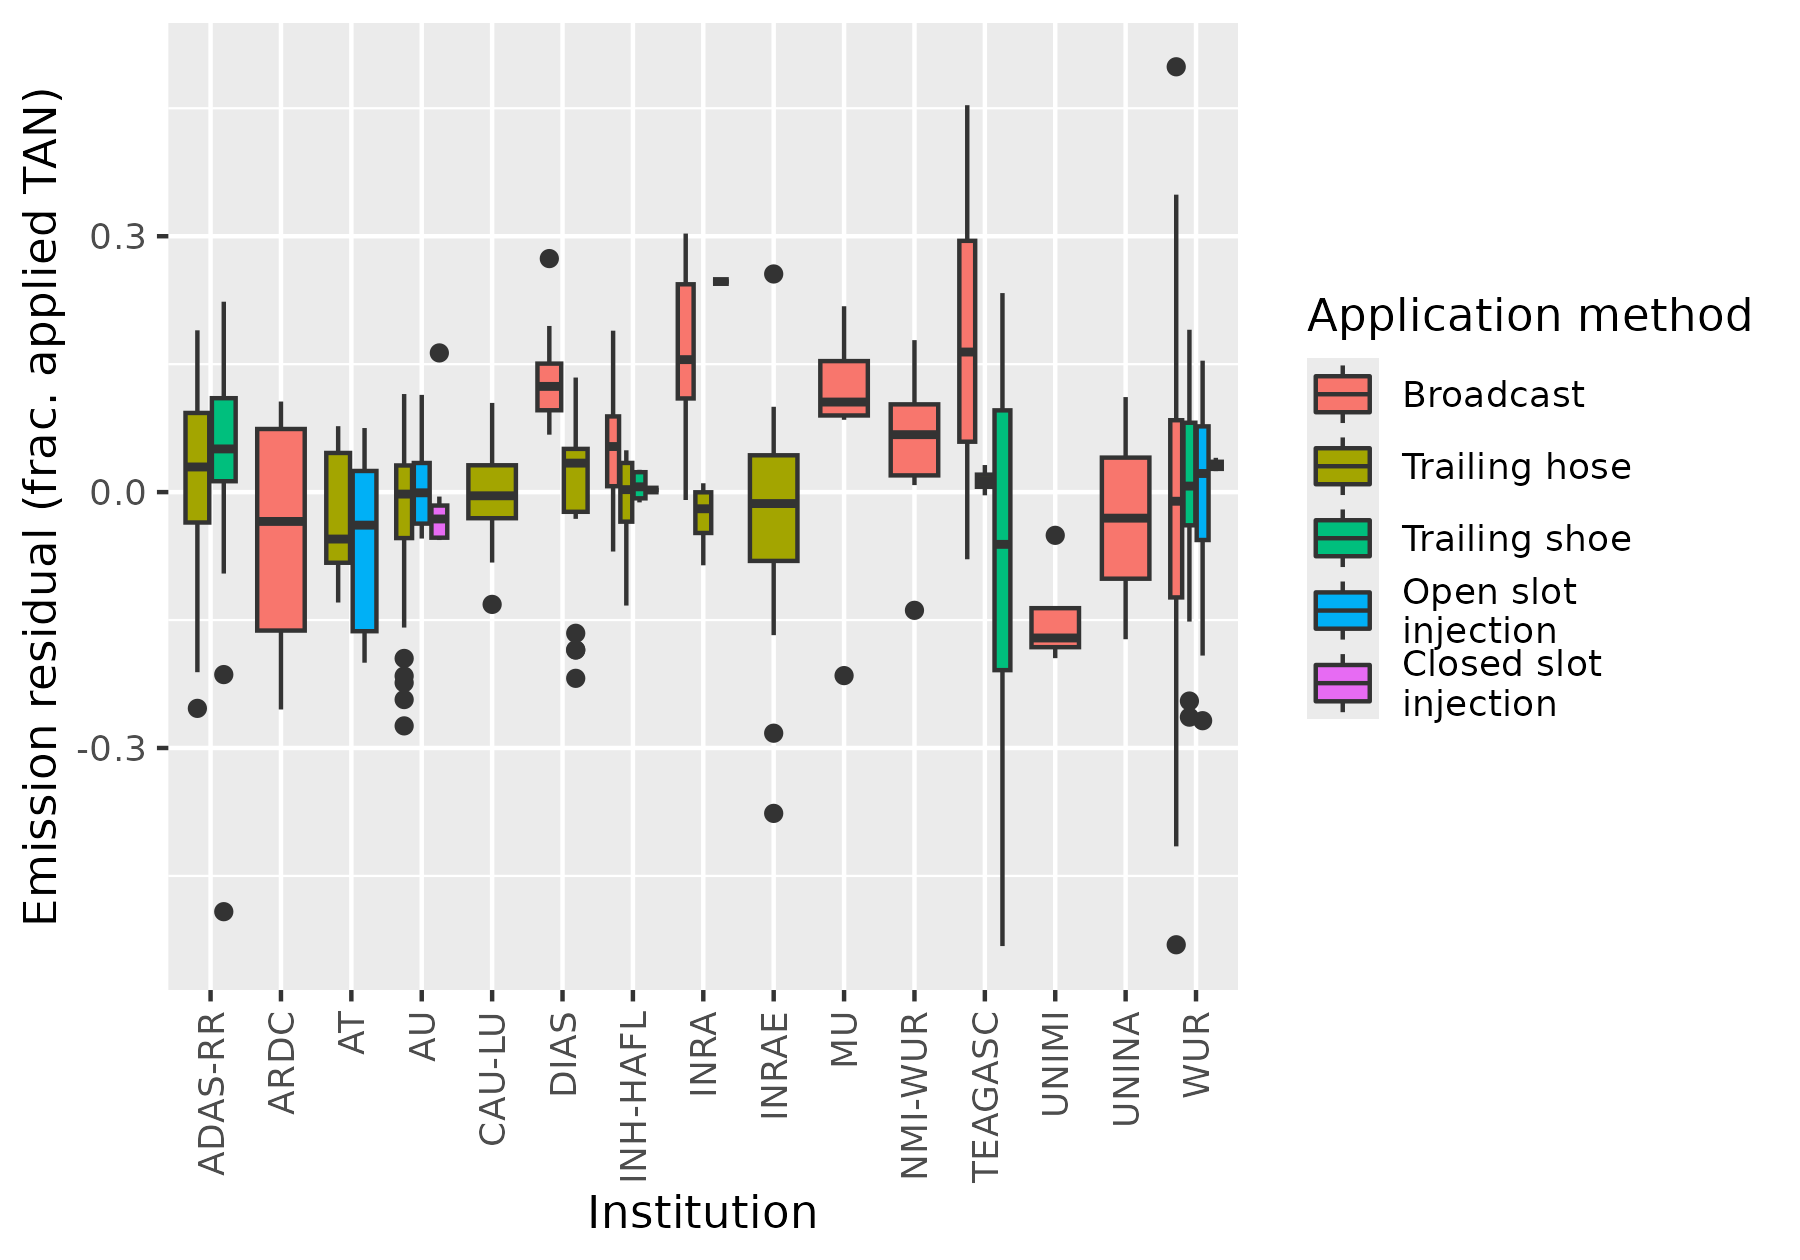 Emission residual (frac. applied TAN)
0.3
0.0
-0.3
ADAS-RR
ARDC
AT
AU
CAU-LU
DIAS
INH-HAFL
INRA
INRAE
MU
NMI-WUR
TEAGASC
UNIMI
UNINA
WUR
Institution
Application method
Broadcast
Trailing hose
Trailing shoe
Open slot
injection
Closed slot
injection